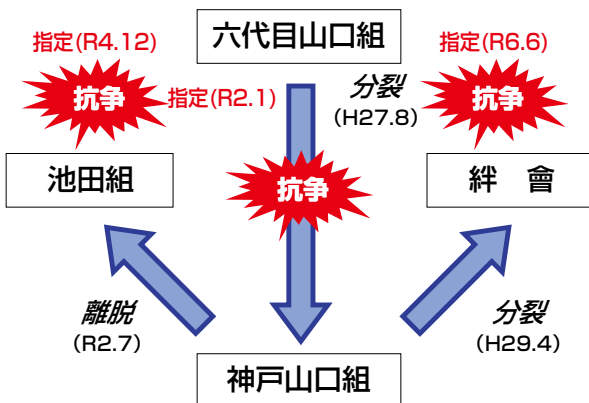 六代目山口組
指定(R4.12)
抗争
指定(R2.1)
分裂
(H27.8)
指定(R6.6)
抗争
池田組
抗争
絆 會
離脱
(R2.7)
分裂
(H29.4)
神戸山口組